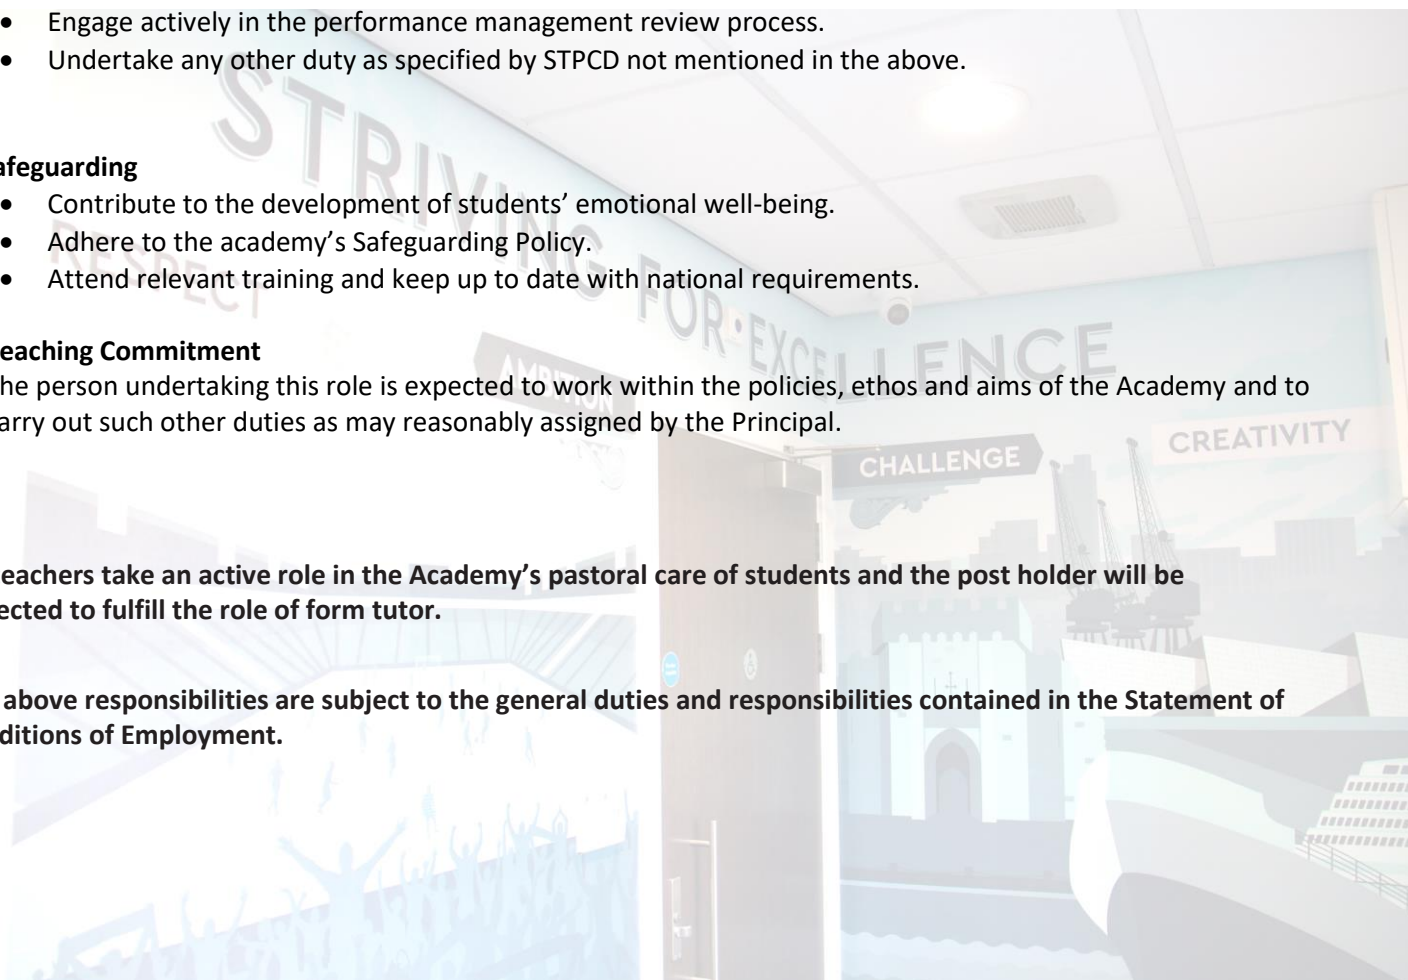 • Engage actively in the performance management review process.
• Undertake any other duty as specified by STPCD not mentioned in the above.
afeguarding
• Contribute to the development of students’ emotional well-being.
• Adhere to the academy’s Safeguarding Policy.
• Attend relevant training and keep up to date with national requirements.
eaching Commitment
he person undertaking this role is expected to work within the policies, ethos and aims of the Academy and to
arry out such other duties as may reasonably assigned by the Principal.
eachers take an active role in the Academy’s pastoral care of students and the post holder will be
ected to fulfill the role of form tutor.
above responsibilities are subject to the general duties and responsibilities contained in the Statement of
ditions of Employment.
STRIVING FOR EXCELLENCE
RESPECT
AMBITION
CHALLENGE
CREATIVITY